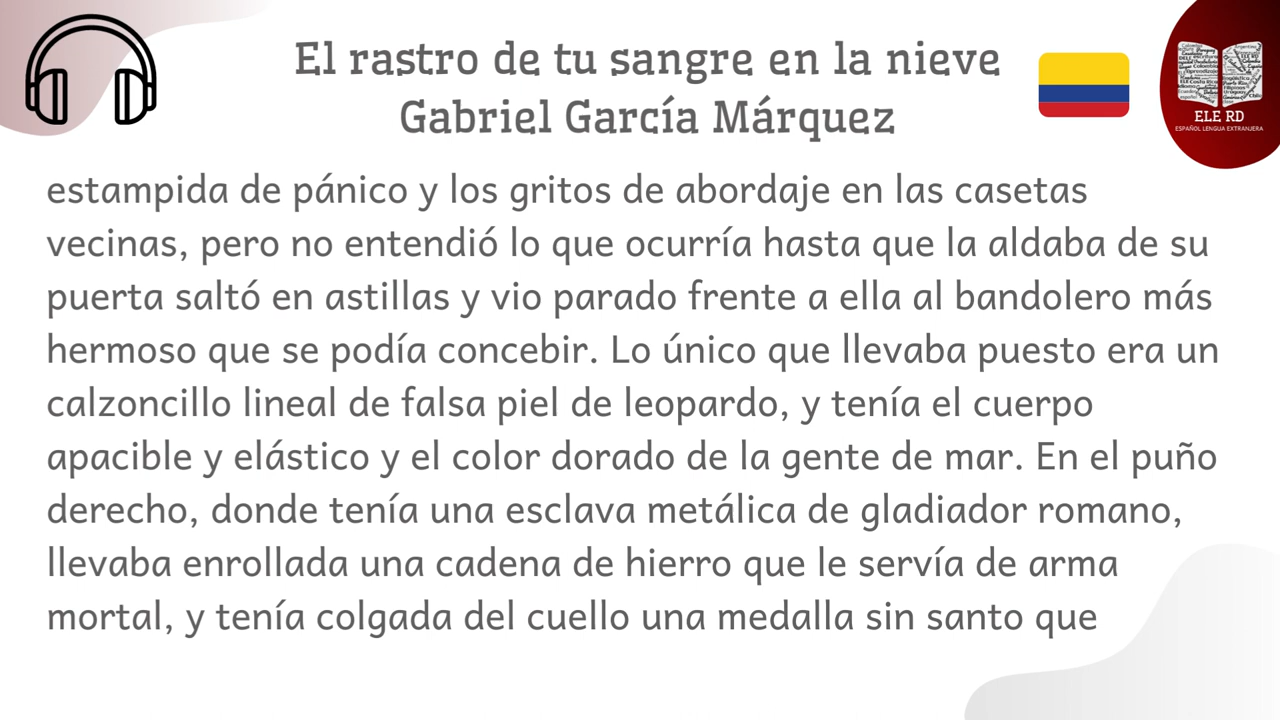 El rastro de tu sangre en la nieve
Gabriel García Márquez
ELE RD
ESPAÑOL LENGUA EXTRANJERA
estampida de pánico y los gritos de abordaje en las casetas
vecinas, pero no entendió lo que ocurría hasta que la aldaba de su
puerta saltó en astillas y vio parado frente a ella al bandolero más
hermoso que se podía concebir. Lo único que llevaba puesto era un
calzoncillo lineal de falsa piel de leopardo, y tenía el cuerpo
apacible y elástico y el color dorado de la gente de mar. En el puño
derecho, donde tenía una esclava metálica de gladiador romano,
llevaba enrollada una cadena de hierro que le servía de arma
mortal, y tenía colgada del cuello una medalla sin santo que